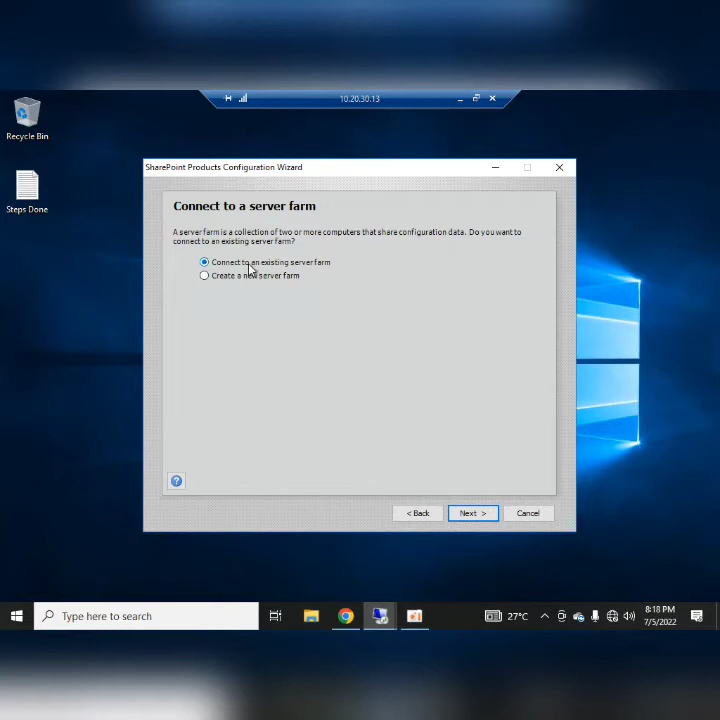 10.20.30.13
Recycle Bin
Steps Done
SharePoint Products Configuration Wizard
Connect to a server farm
A server farm is a collection of two or more computers that share configuration data. Do you want to
connect to an existing server farm?
Connect to an existing server farm
Create a new server farm
?
< Back
Next >
Cancel
Type here to search
27°C
8:18 PM
7/5/2022